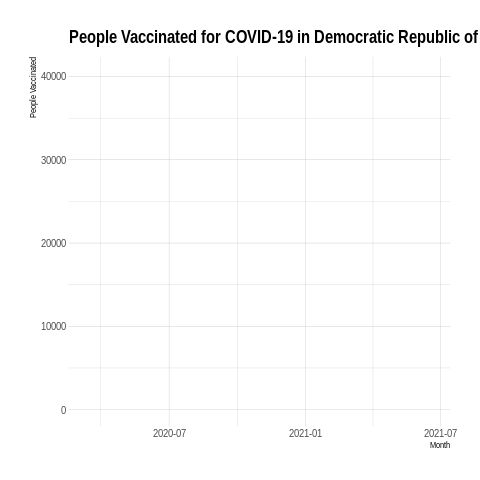 People Vaccinated for COVID-19 in Democratic Republic of
People Vaccinated
40000
30000
20000
10000
0
2020-07
2021-01
2021-07
Month